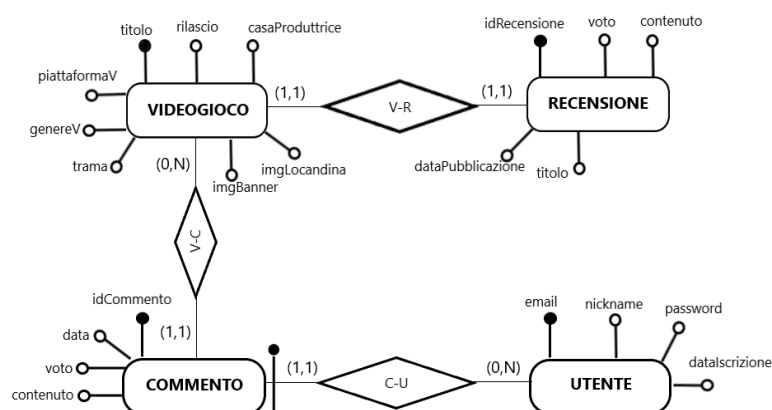 titolo
rilascio
casaProduttrice
idRecensione
voto
contenuto
piattaformaV
(1,1)
(1,1)
VIDEOGIOCO
V-R
RECENSIONE
genereV
trama
(0,N)
imgLocandina
imgBanner
dataPubblicazione
titolo
V-C
idCommento
email
nickname
password
data
(1,1)
voto
(1,1)
(0,N)
dataIscrizione
contenuto
COMMENTO
C-U
UTENTE